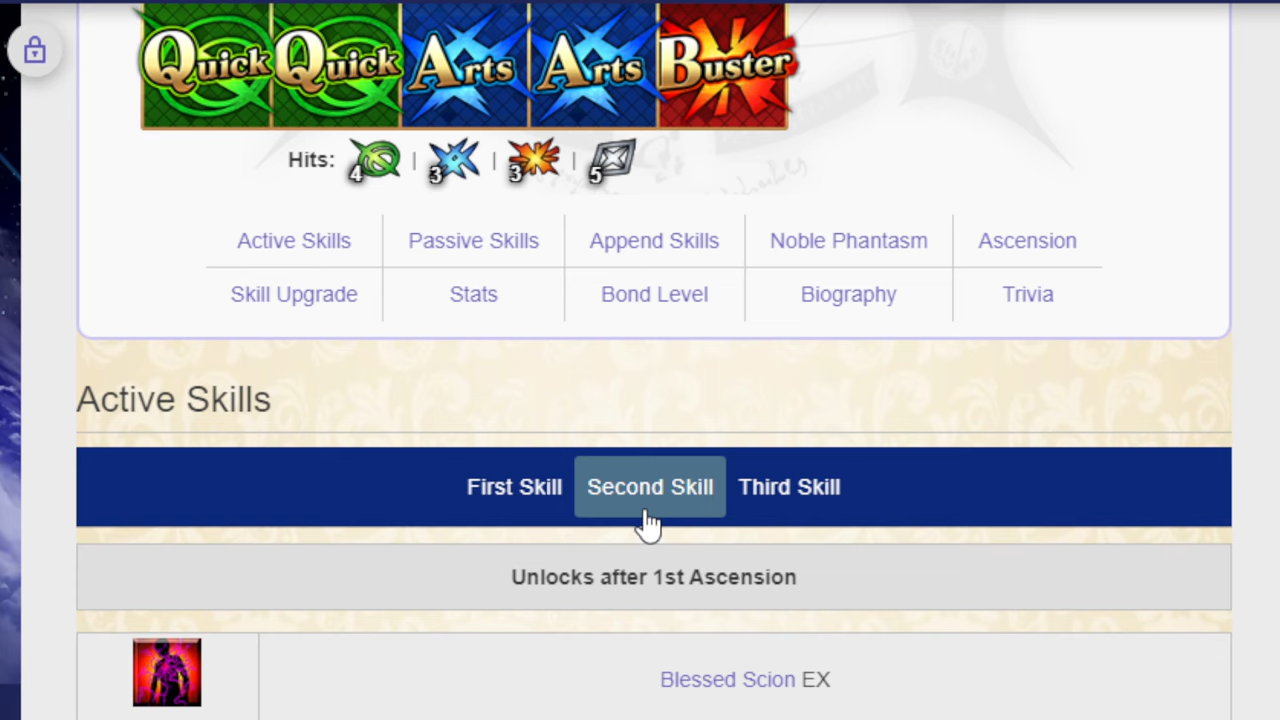 Quick Quick Arts Arts Buster
Hits: 4 | 3 | 3 | 5
Active Skills Passive Skills Append Skills Noble Phantasm Ascension
Skill Upgrade Stats Bond Level Biography Trivia
Active Skills
First Skill Second Skill Third Skill
Unlocks after 1st Ascension
Blessed Scion EX